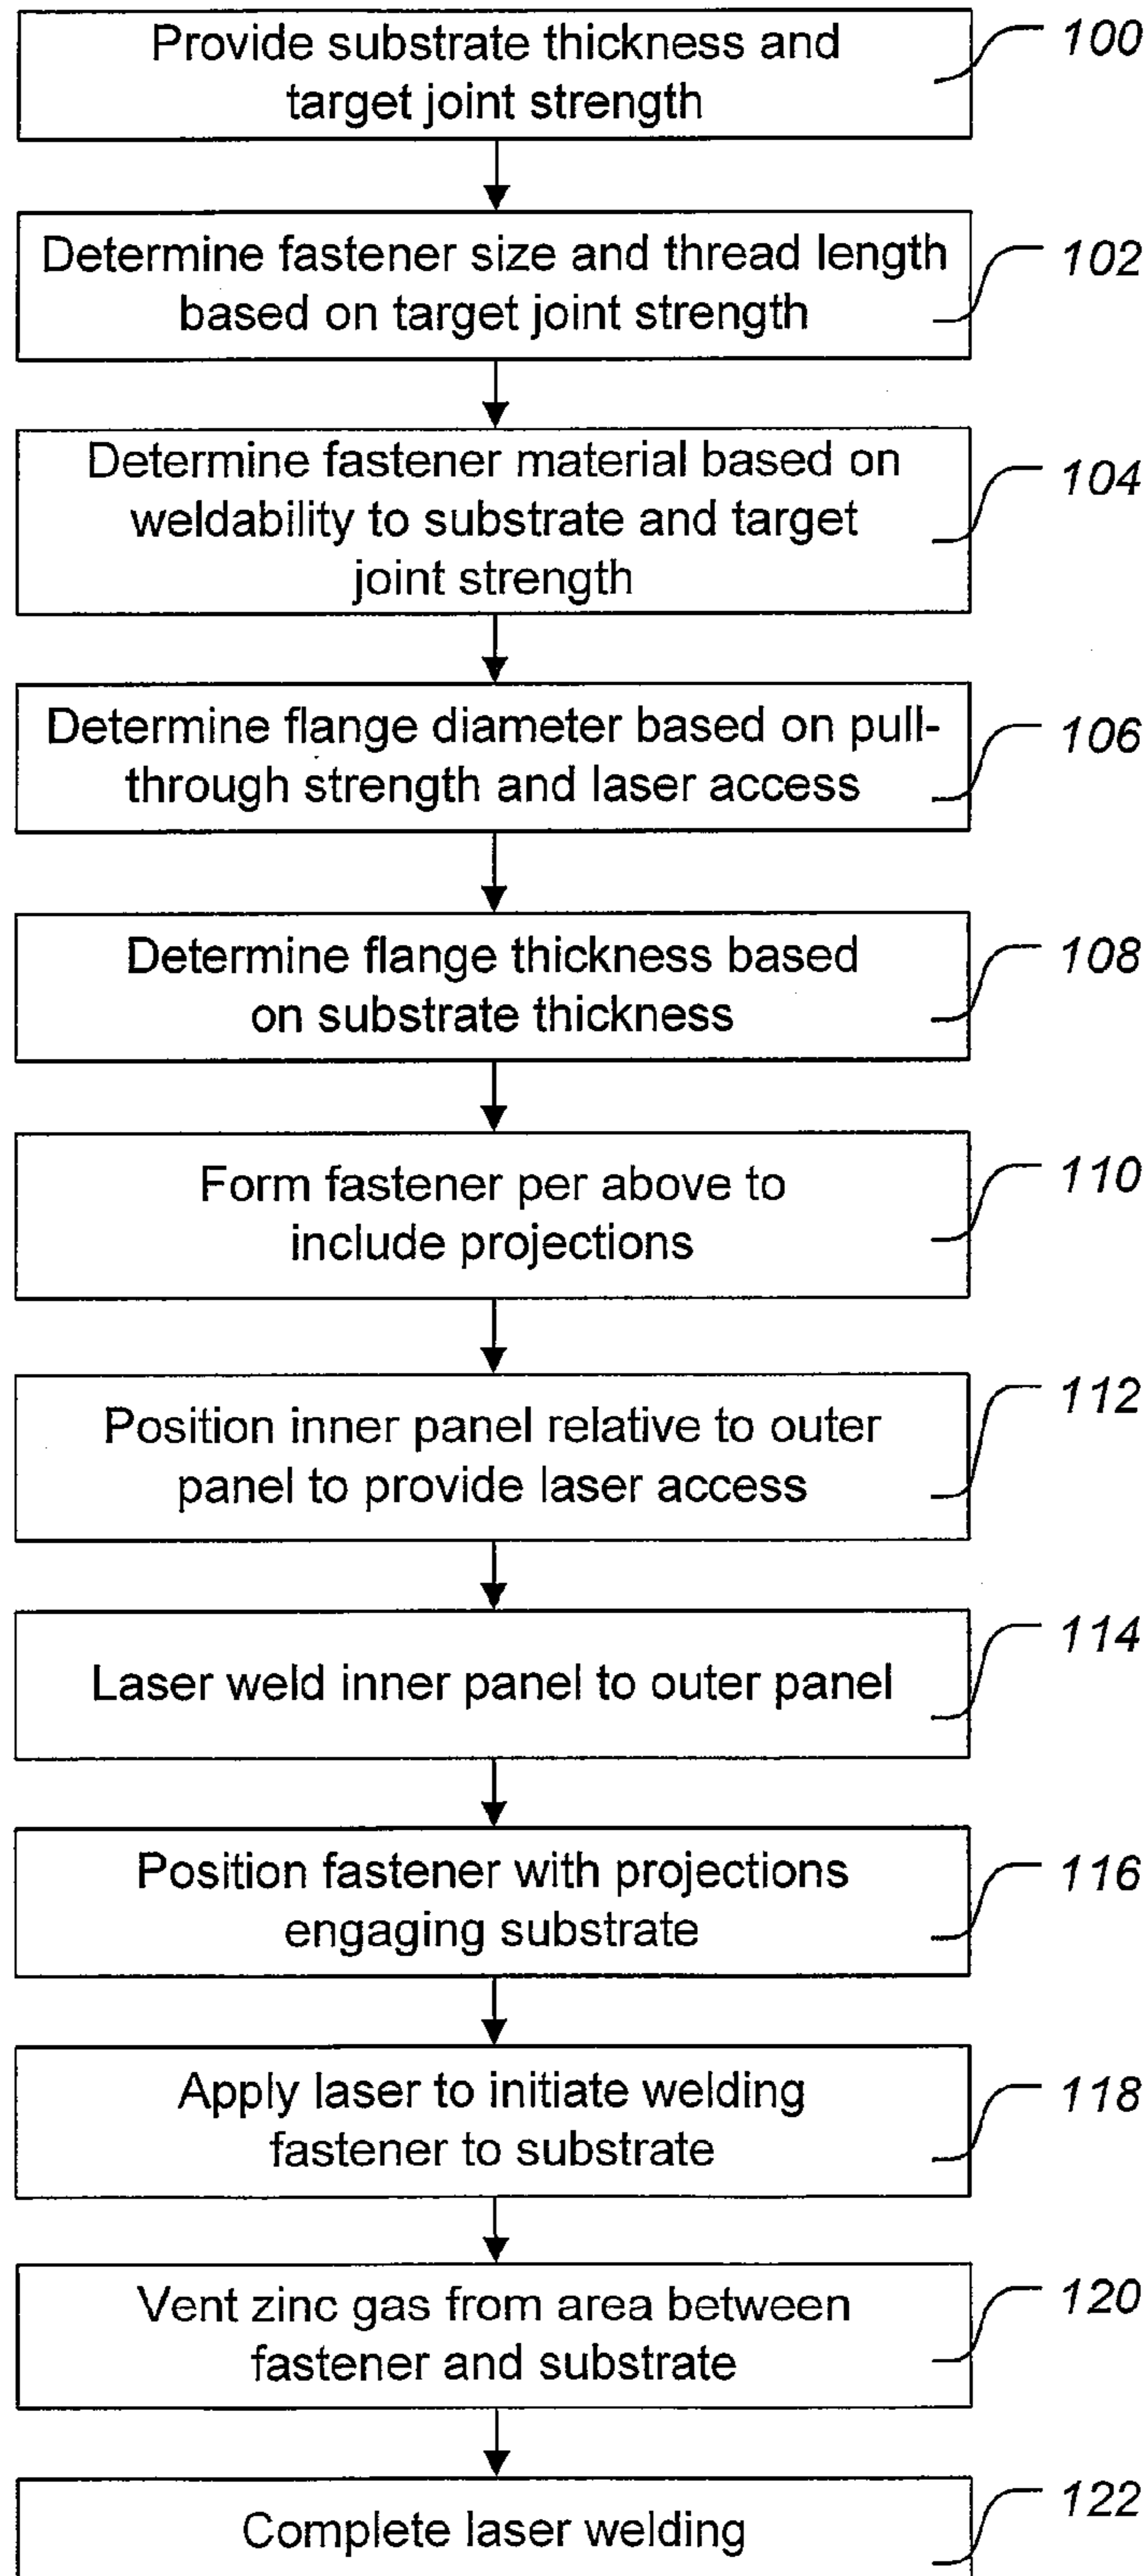 Provide substrate thickness and
target joint strength
100
Determine fastener size and thread length
based on target joint strength
102
Determine fastener material based on
weldability to substrate and target
joint strength
104
Determine flange diameter based on pull-
through strength and laser access
106
Determine flange thickness based
on substrate thickness
108
Form fastener per above to
include projections
110
Position inner panel relative to outer
panel to provide laser access
112
Laser weld inner panel to outer panel
114
Position fastener with projections
engaging substrate
116
Apply laser to initiate welding
fastener to substrate
118
Vent zinc gas from area between
fastener and substrate
120
Complete laser welding
122